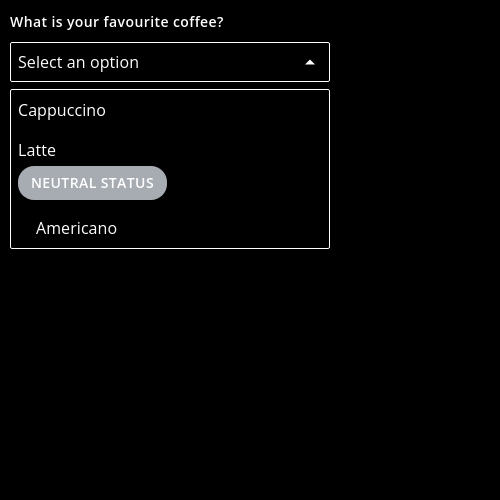 What is your favourite coffee?
Select an option
Cappuccino
Latte
NEUTRAL STATUS
Americano